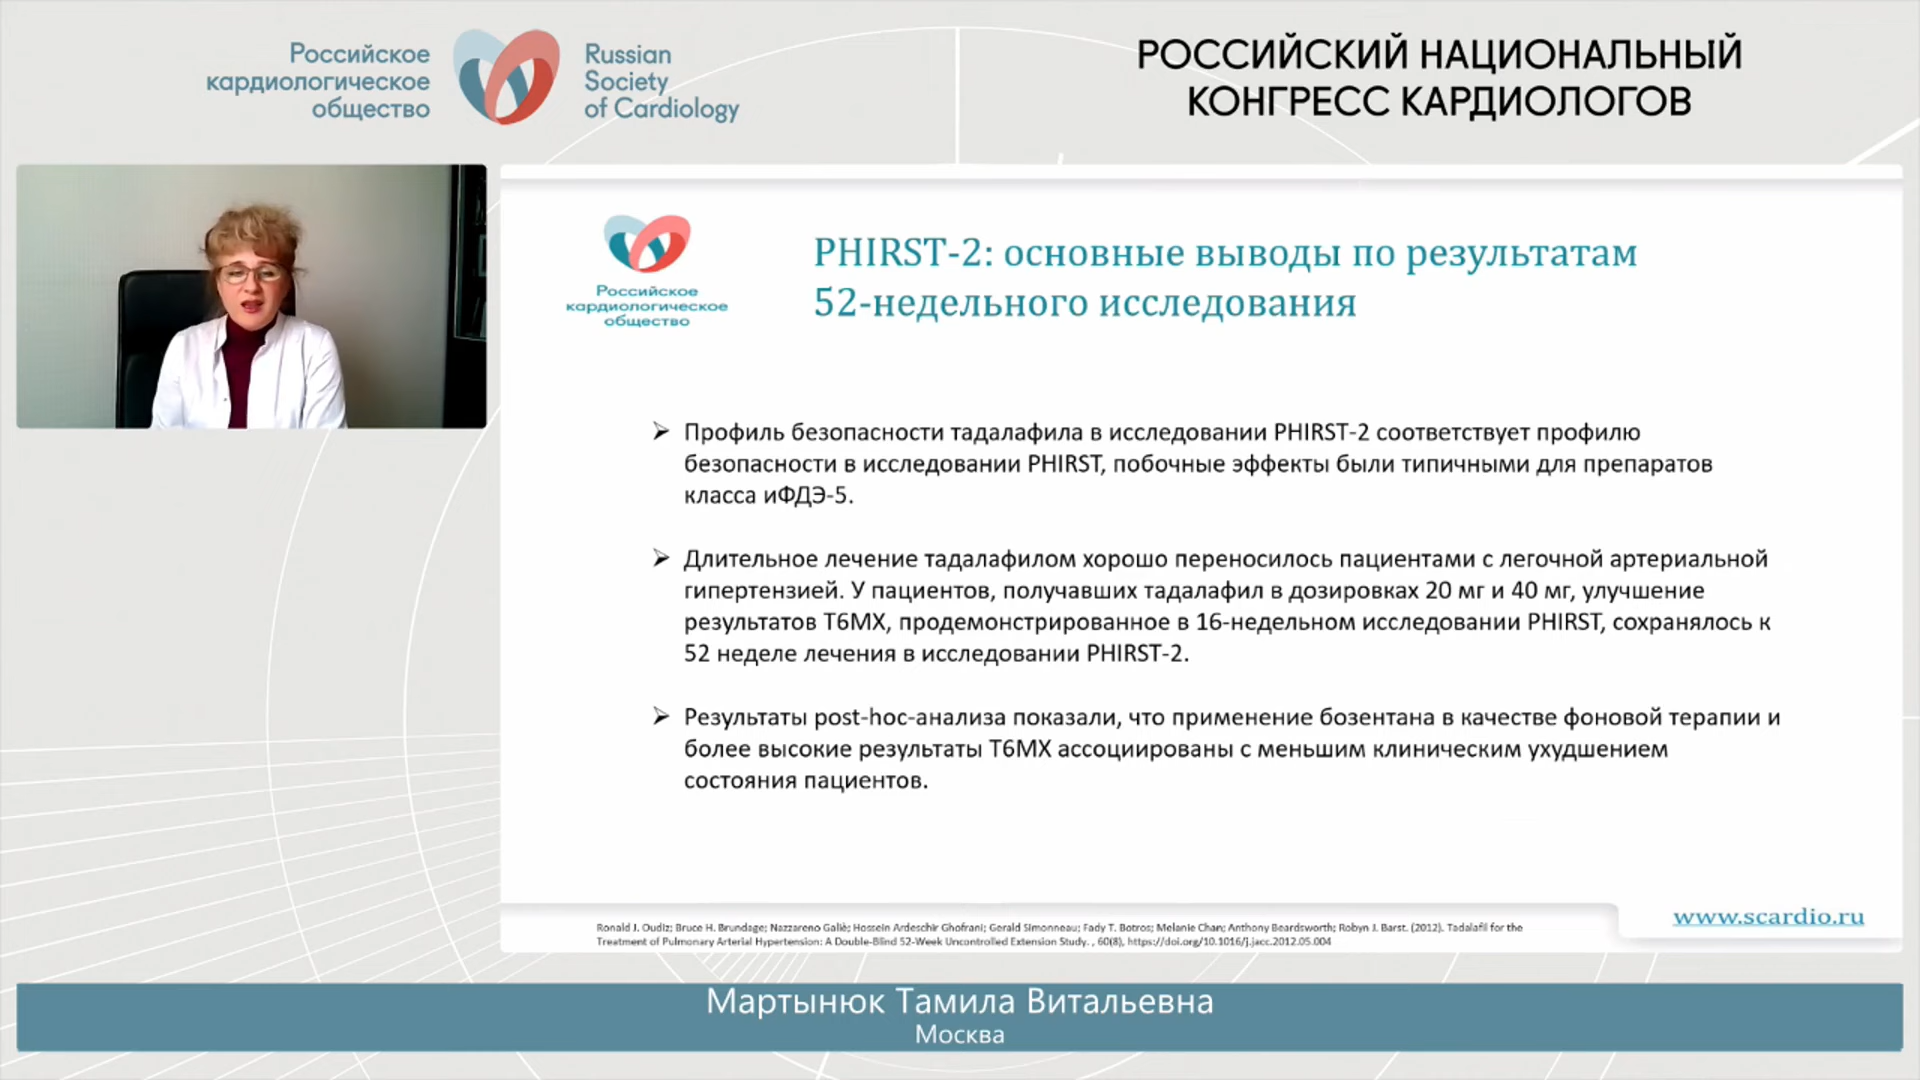 Российское
кардиологическое
общество
Russian
Society
of Cardiology
РОССИЙСКИЙ НАЦИОНАЛЬНЫЙ
КОНГРЕСС КАРДИОЛОГОВ
Российское
кардиологическое
общество
PHIRST-2: основные выводы по результатам
52-недельного исследования
➢ Профиль безопасности тадалафила в исследовании PHIRST-2 соответствует профилю
безопасности в исследовании PHIRST, побочные эффекты были типичными для препаратов
класса иФДЭ-5.
➢ Длительное лечение тадалафилом хорошо переносилось пациентами с легочной артериальной
гипертензией. У пациентов, получавших тадалафил в дозировках 20 мг и 40 мг, улучшение
результатов Т6МХ, продемонстрированное в 16-недельном исследовании PHIRST, сохранялось к
52 неделе лечения в исследовании PHIRST-2.
➢ Результаты post-hoc-анализа показали, что применение бозентана в качестве фоновой терапии и
более высокие результаты Т6МХ ассоциированы с меньшим клиническим ухудшением
состояния пациентов.
Ronald J. Oudiz; Bruce H. Brundage; Nazzareno Galiè; Hossein Ardeschir Ghofrani; Gerald Simonneau; Fady T. Botros; Melanie Chan; Anthony Beardsworth; Robyn J. Barst. (2012). Tadalafil for the
Treatment of Pulmonary Arterial Hypertension: A Double-Blind 52-Week Uncontrolled Extension Study. , 60(8), https://doi.org/10.1016/j.jacc.2012.05.004
www.scardio.ru
Мартынюк Тамила Витальевна
Москва